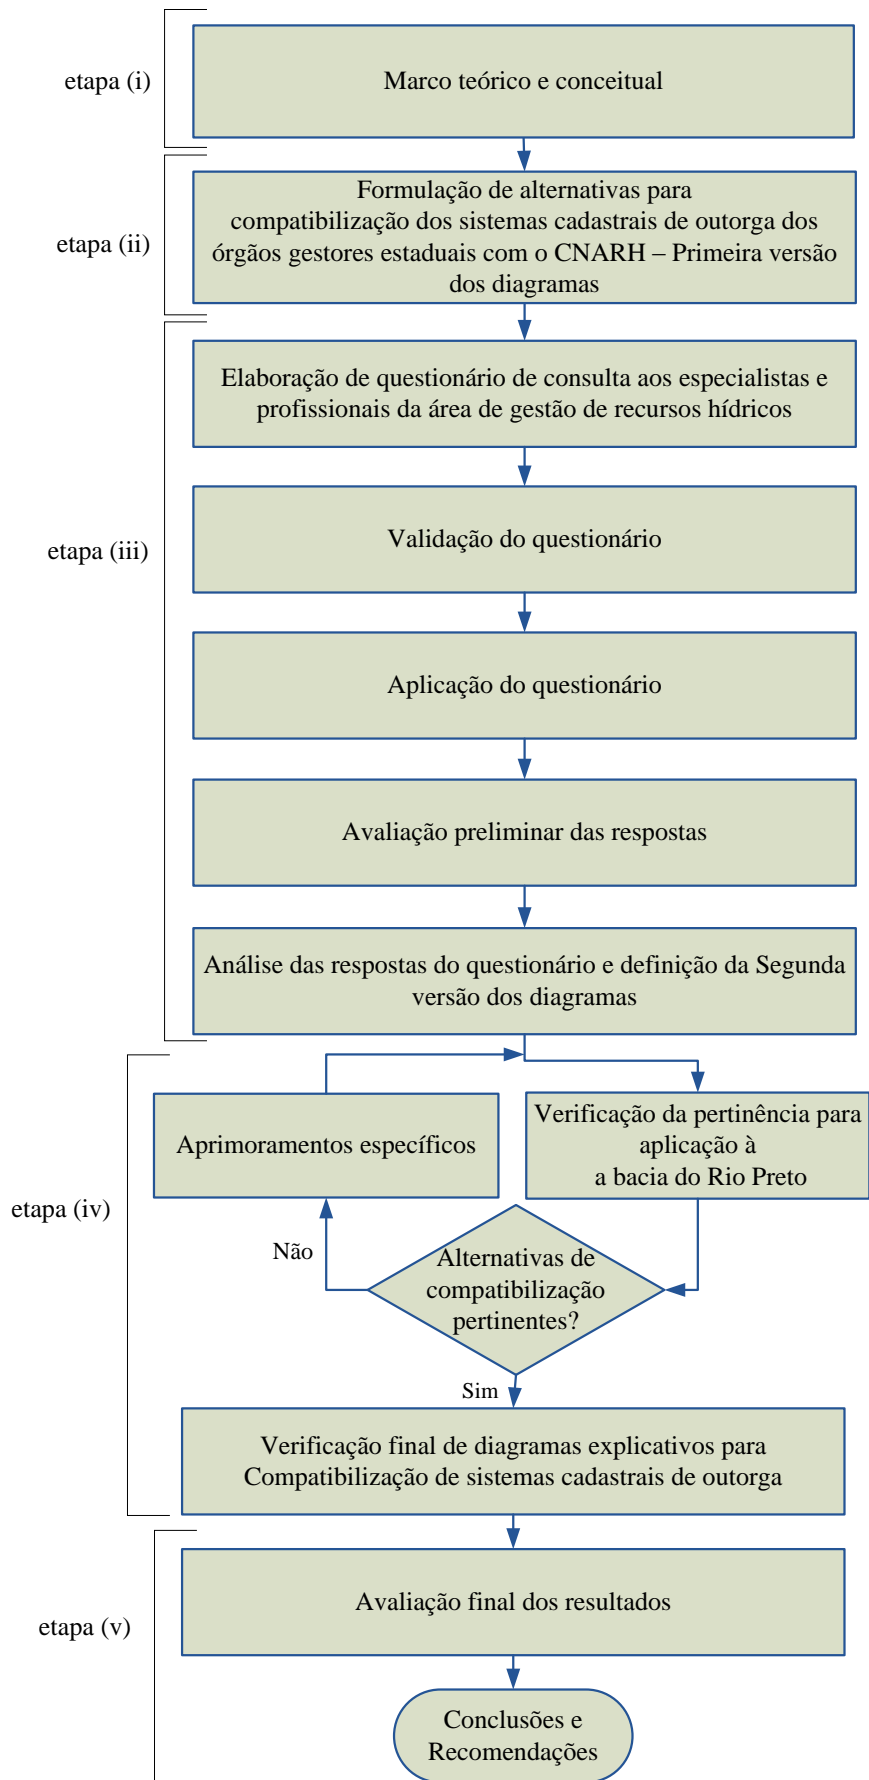 etapa (i)
Marco teórico e conceitual
etapa (ii)
Formulação de alternativas para
compatibilização dos sistemas cadastrais de outorga dos
órgãos gestores estaduais com o CNARH – Primeira versão
dos diagramas
etapa (iii)
Elaboração de questionário de consulta aos especialistas e
profissionais da área de gestão de recursos hídricos
Validação do questionário
Aplicação do questionário
Avaliação preliminar das respostas
Análise das respostas do questionário e definição da Segunda
versão dos diagramas
etapa (iv)
Aprimoramentos específicos
Verificação da pertinência para
aplicação à
a bacia do Rio Preto
Não
Alternativas de
compatibilização
pertinentes?
Sim
Verificação final de diagramas explicativos para
Compatibilização de sistemas cadastrais de outorga
etapa (v)
Avaliação final dos resultados
Conclusões e
Recomendações